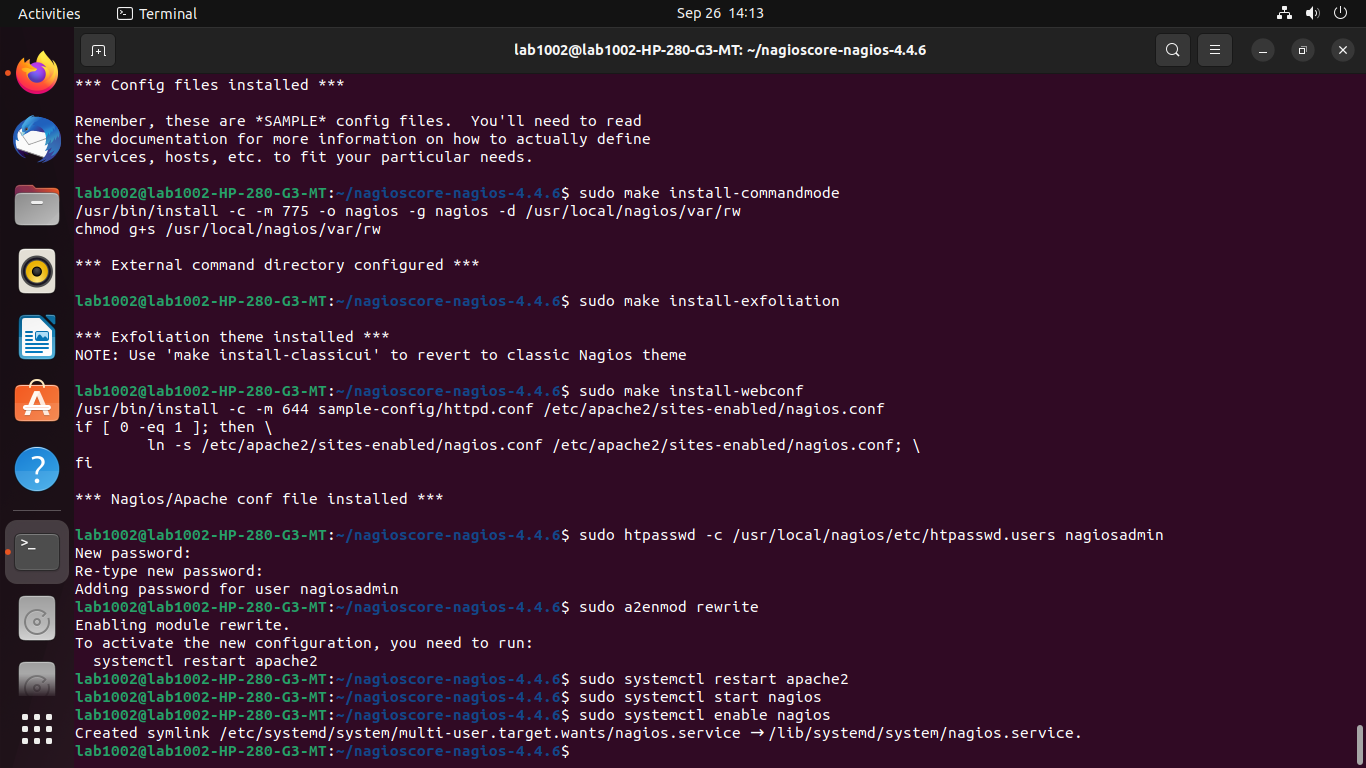 Activities
Terminal
Sep 26 14:13
lab1002@lab1002-HP-280-G3-MT: ~/nagioscore-nagios-4.4.6
*** Config files installed ***
Remember, these are *SAMPLE* config files.  You'll need to read
the documentation for more information on how to actually define
services, hosts, etc. to fit your particular needs.
lab1002@lab1002-HP-280-G3-MT:~/nagioscore-nagios-4.4.6$ sudo make install-commandmode
/usr/bin/install -c -m 775 -o nagios -g nagios -d /usr/local/nagios/var/rw
chmod g+s /usr/local/nagios/var/rw
*** External command directory configured ***
lab1002@lab1002-HP-280-G3-MT:~/nagioscore-nagios-4.4.6$ sudo make install-exfoliation
*** Exfoliation theme installed ***
NOTE: Use 'make install-classicui' to revert to classic Nagios theme
lab1002@lab1002-HP-280-G3-MT:~/nagioscore-nagios-4.4.6$ sudo make install-webconf
/usr/bin/install -c -m 644 sample-config/httpd.conf /etc/apache2/sites-enabled/nagios.conf
if [ 0 -eq 1 ]; then \
        ln -s /etc/apache2/sites-enabled/nagios.conf /etc/apache2/sites-enabled/nagios.conf; \
fi
*** Nagios/Apache conf file installed ***
lab1002@lab1002-HP-280-G3-MT:~/nagioscore-nagios-4.4.6$ sudo htpasswd -c /usr/local/nagios/etc/htpasswd.users nagiosadmin
New password:
Re-type new password:
Adding password for user nagiosadmin
lab1002@lab1002-HP-280-G3-MT:~/nagioscore-nagios-4.4.6$ sudo a2enmod rewrite
Enabling module rewrite.
To activate the new configuration, you need to run:
  systemctl restart apache2
lab1002@lab1002-HP-280-G3-MT:~/nagioscore-nagios-4.4.6$ sudo systemctl restart apache2
lab1002@lab1002-HP-280-G3-MT:~/nagioscore-nagios-4.4.6$ sudo systemctl start nagios
lab1002@lab1002-HP-280-G3-MT:~/nagioscore-nagios-4.4.6$ sudo systemctl enable nagios
Created symlink /etc/systemd/system/multi-user.target.wants/nagios.service → /lib/systemd/system/nagios.service.
lab1002@lab1002-HP-280-G3-MT:~/nagioscore-nagios-4.4.6$